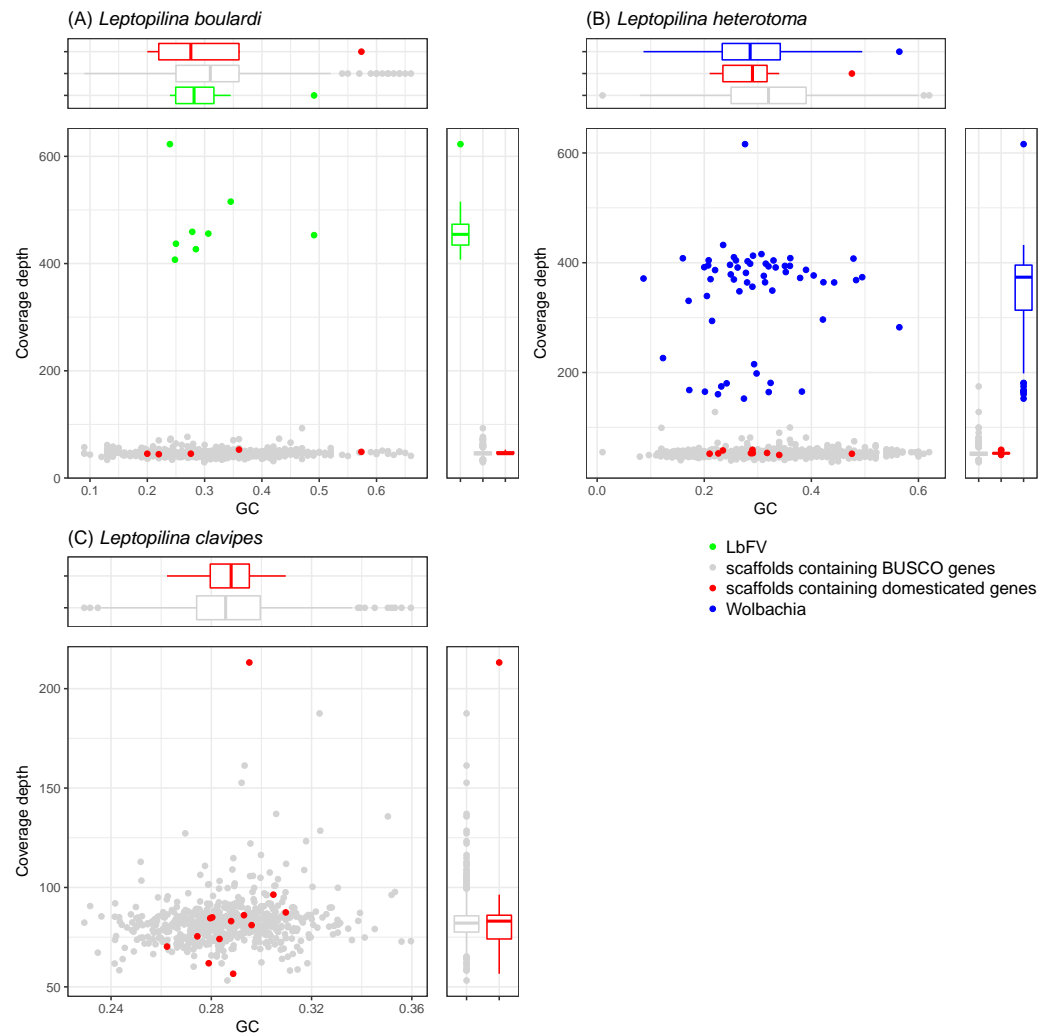 (A) Leptopilina boulardi
600
400
200
0
Coverage depth
0.1 0.2 0.3 0.4 0.5 0.6
GC
(B) Leptopilina heterotoma
600
400
200
Coverage depth
0.0 0.2 0.4 0.6
GC
(C) Leptopilina clavipes
200
150
100
50
Coverage depth
0.24 0.28 0.32 0.36
GC
LbFV
scaffolds containing BUSCO genes
scaffolds containing domesticated genes
Wolbachia